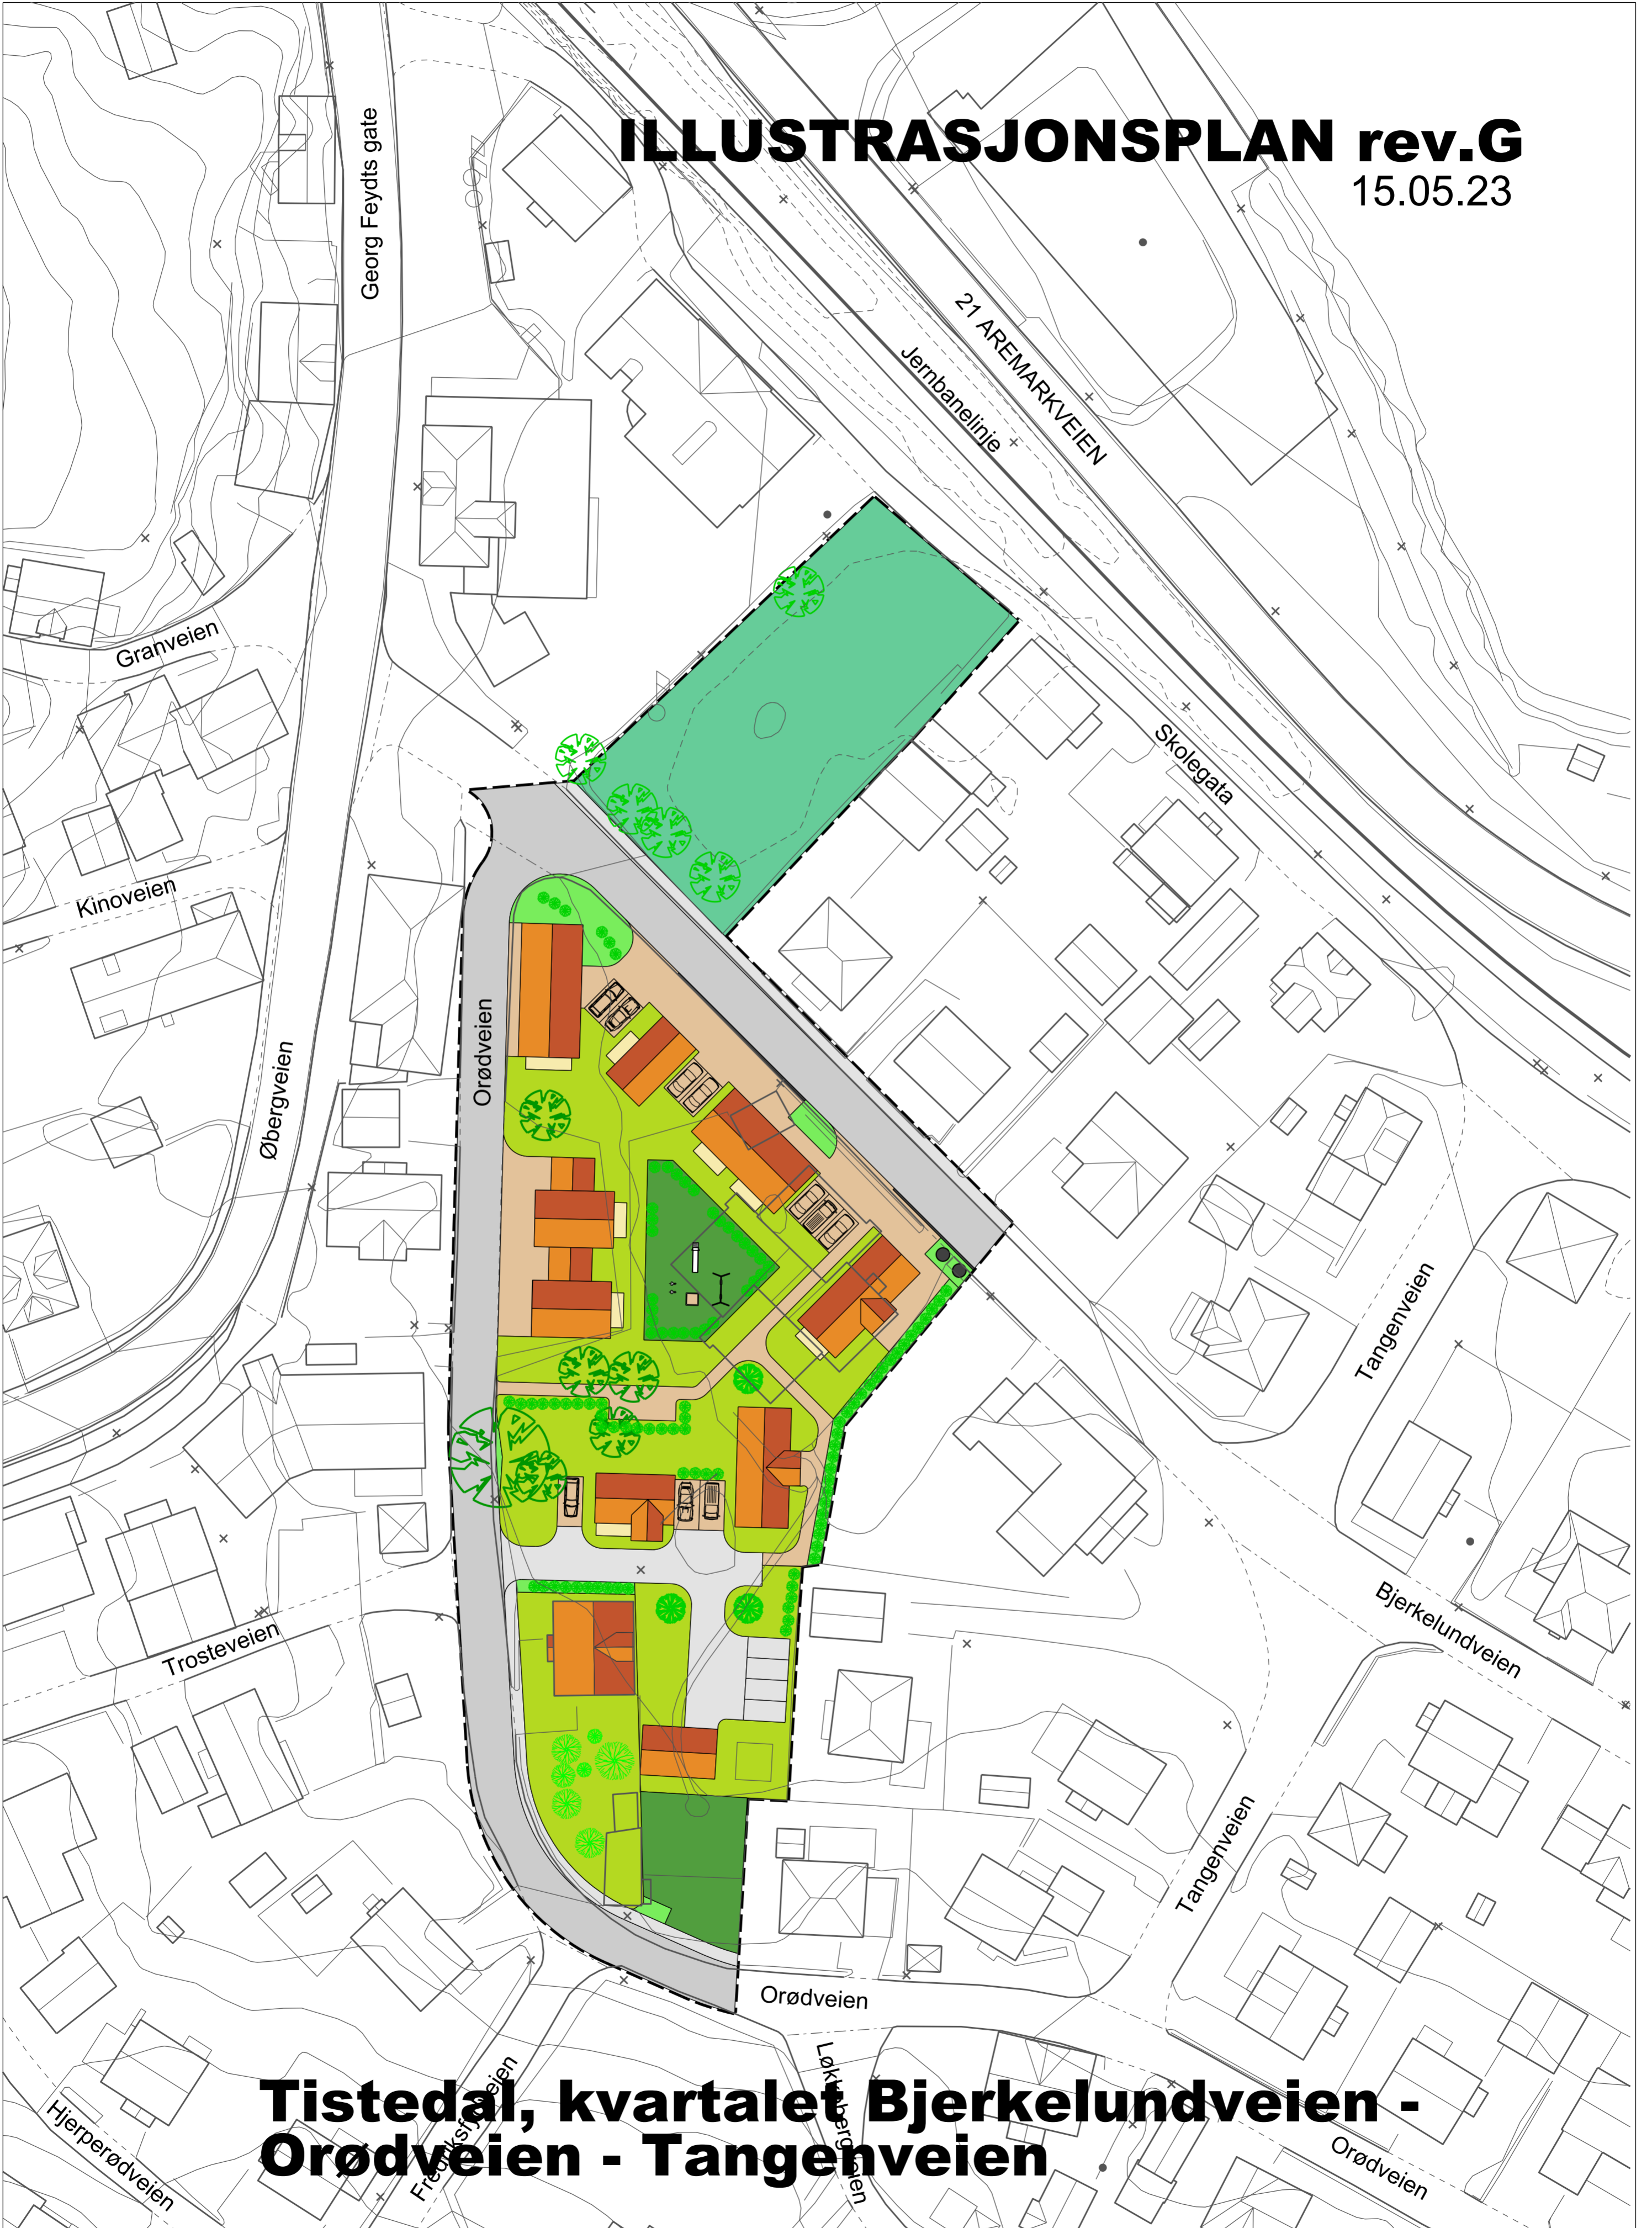 ILLUSTRASJONSPLAN rev.G
15.05.23
Georg Feydts gate
21 AREMARKVEIEN
Jernbanelinje
Granveien
Skolegata
Kinoveien
Orødveien
Øbergveien
Tangenveien
Bjerkelundveien
Trosteveien
Tangenveien
Orødveien
Tistedal, kvartalet Bjerkelundveien -
Orødveien - Tangenveien
Hjerperødveien
Orødveien